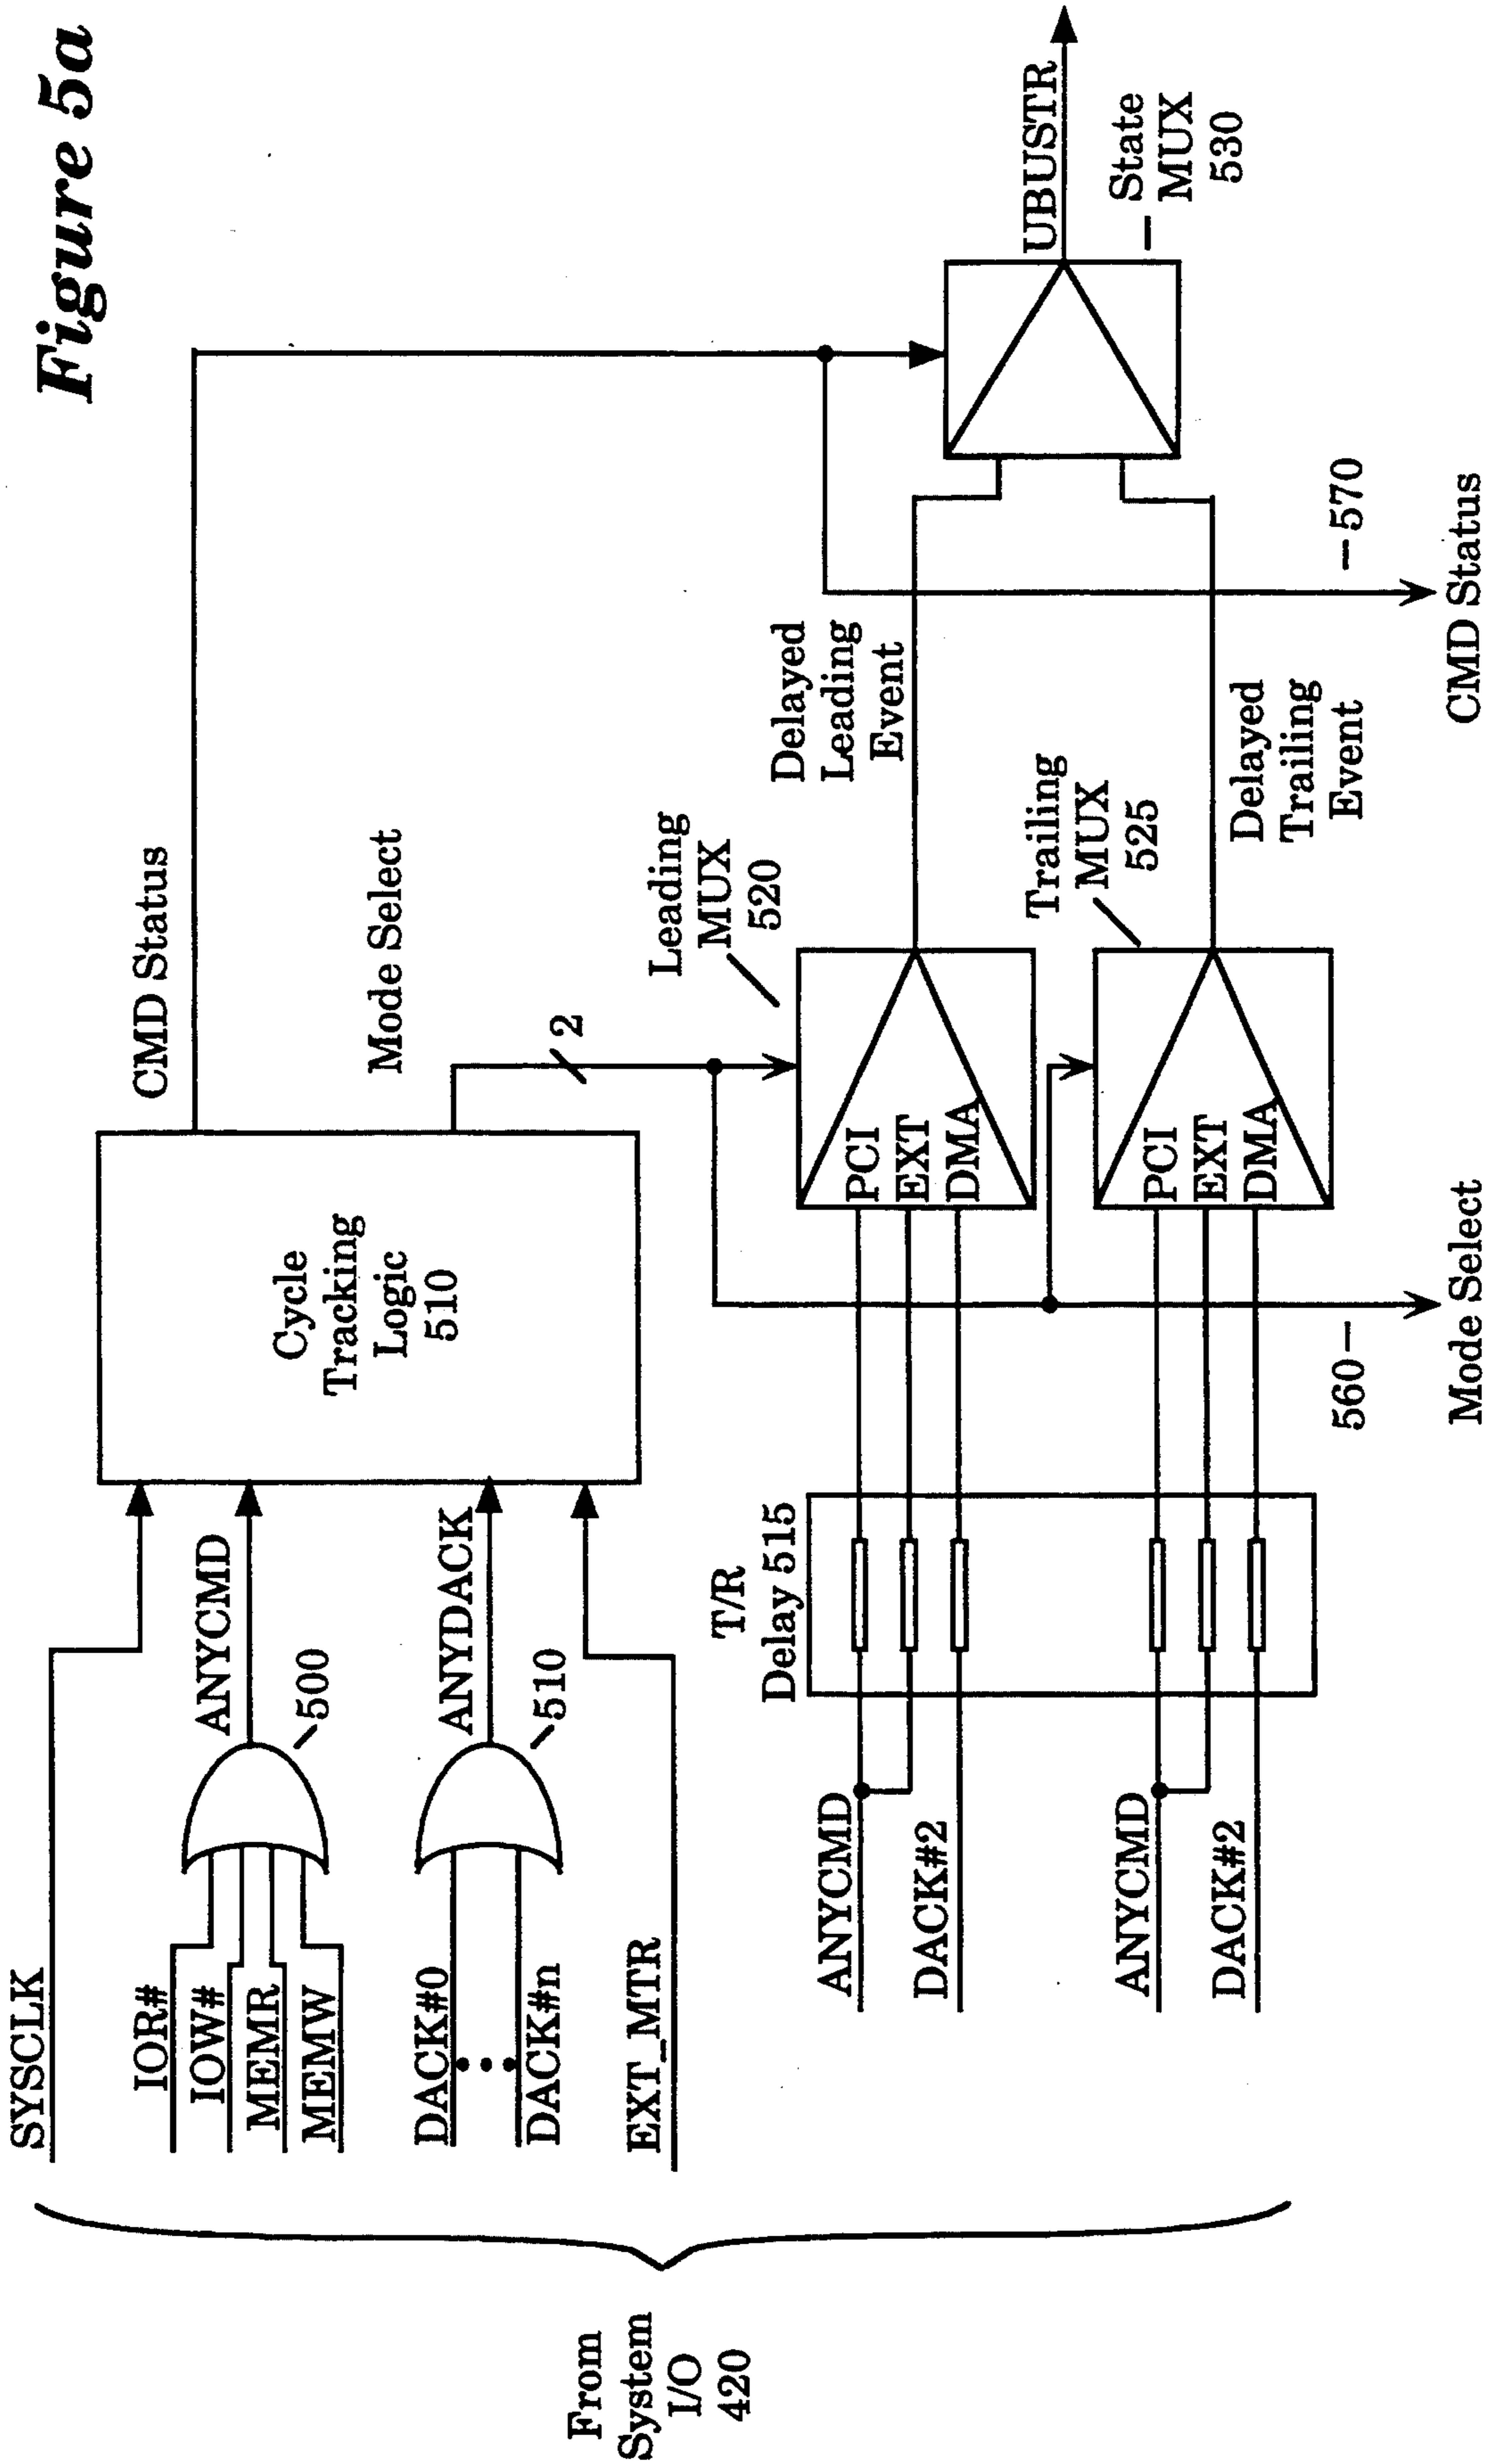 Figure 5a
SYSCLK
IOR#
IOW#
MEMR
MEMW
ANYCMD
500
DACK#0
DACK#n
ANYDACK
510
EXT_MTR
Cycle
Tracking
Logic
510
CMD Status
Mode Select
2
From
System
I/O
420
T/R
Delay 515
ANYCMD
DACK#2
ANYCMD
DACK#2
Leading
MUX
520
PCI
EXT
DMA
Trailing
MUX
525
PCI
EXT
DMA
Delayed
Leading
Event
Delayed
Trailing
Event
UBUSTR
State
MUX
530
560
Mode Select
570
CMD Status